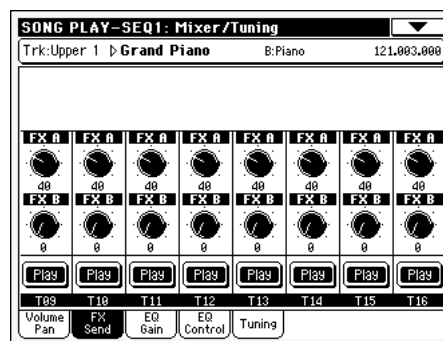 SONG PLAY-SEQ1: Mixer/Tuning
Trk:Upper 1 ▷Grand Piano B:Piano 121.003.000
FX A FX A FX A FX A FX A FX A FX A FX A
40 40 40 40 40 40 40 40
FX B FX B FX B FX B FX B FX B FX B FX B
0 0 0 0 0 0 0 0
Play Play Play Play Play Play Play Play
T09 T10 T11 T12 T13 T14 T15 T16
Volume FX EQ EQ Tuning
Pan Send Gain Control